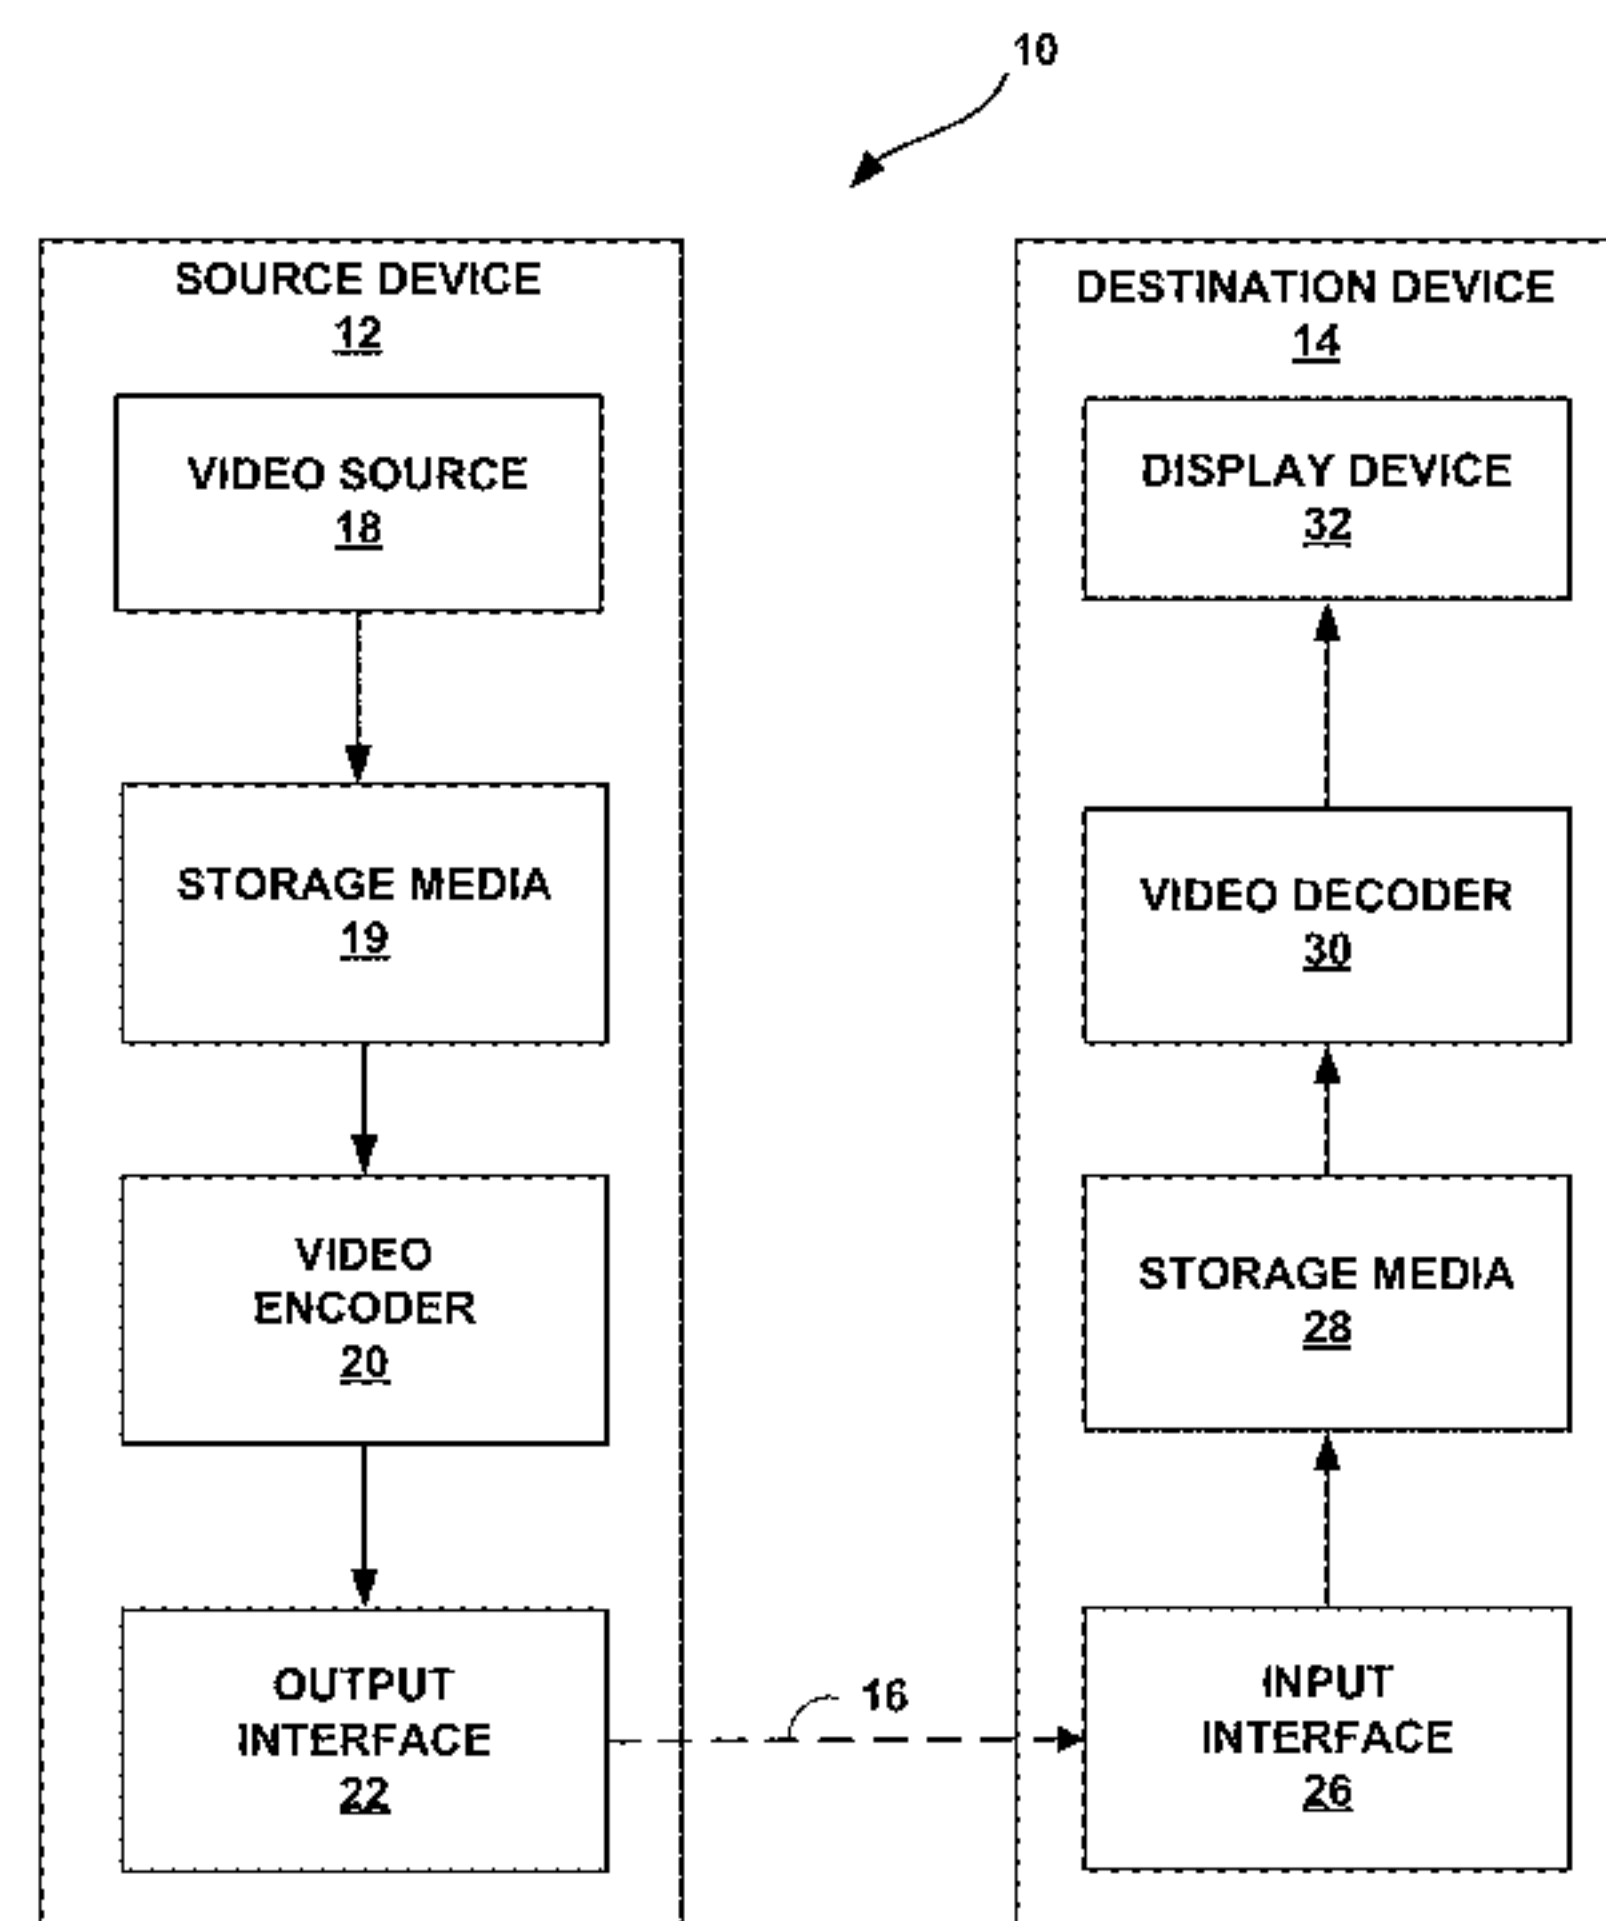 10
SOURCE DEVICE
12
VIDEO SOURCE
18
STORAGE MEDIA
19
VIDEO
ENCODER
20
OUTPUT
INTERFACE
22
16
DESTINATION DEVICE
14
DISPLAY DEVICE
32
VIDEO DECODER
30
STORAGE MEDIA
28
INPUT
INTERFACE
26